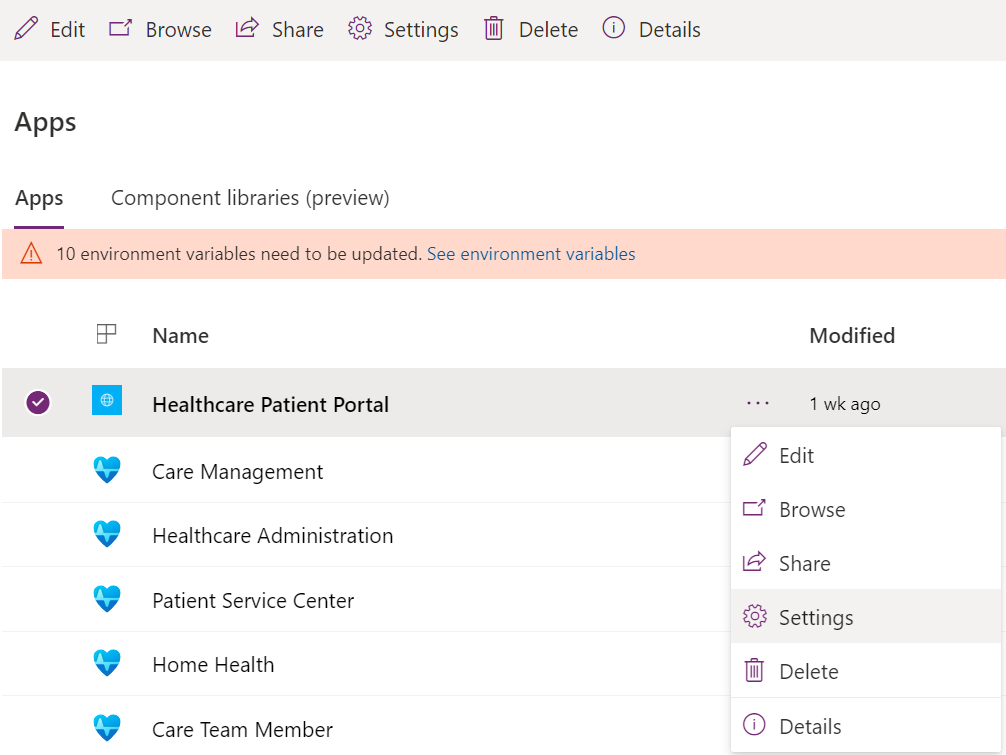 Edit Browse Share Settings Delete Details
Apps
Apps Component libraries (preview)
10 environment variables need to be updated. See environment variables
Name Modified
Healthcare Patient Portal ··· 1 wk ago
Care Management
Healthcare Administration
Patient Service Center
Home Health
Care Team Member
Edit
Browse
Share
Settings
Delete
Details